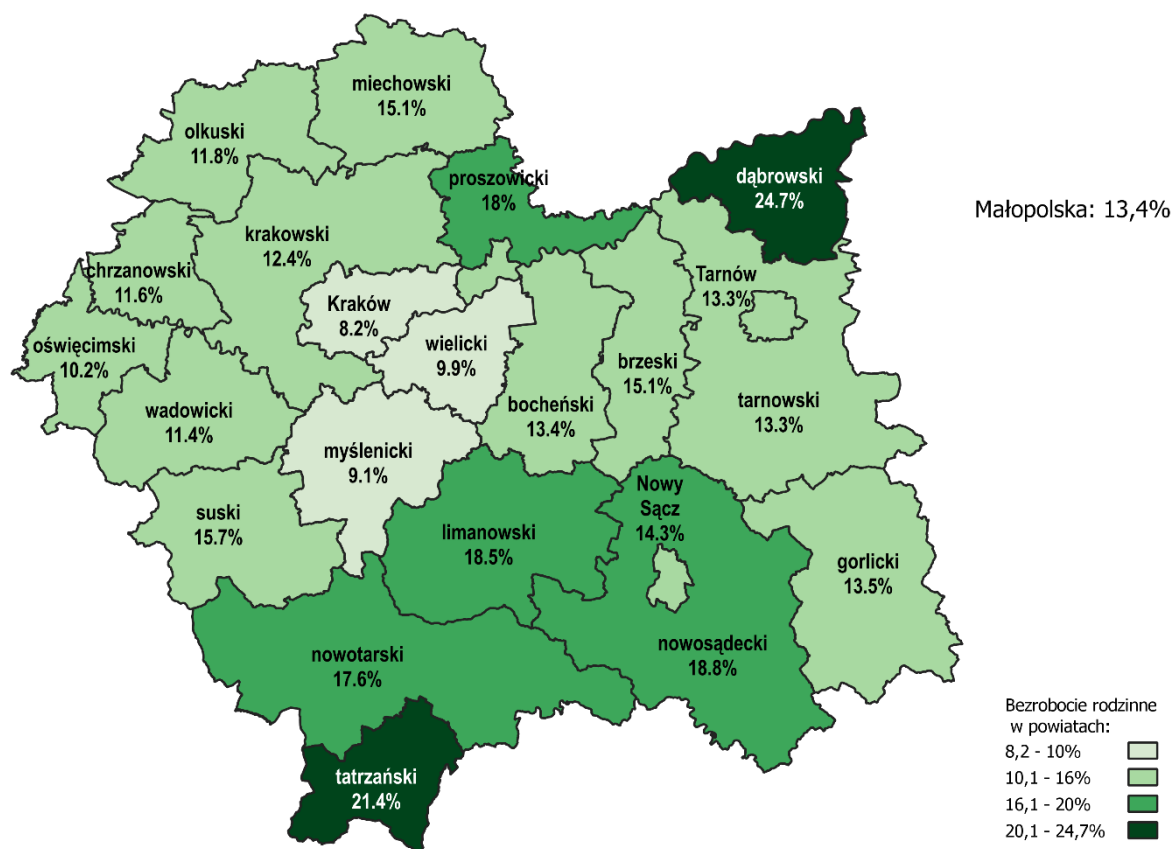 miechowski
15.1%
olkuski
11.8%
dąbrowski
24.7%
proszowicki
18%
Małopolska: 13,4%
krakowski
12.4%
chrzanowski
11.6%
Tarnów
13.3%
Kraków
8.2%
oświęcimski
10.2%
wielicki
9.9%
brzeski
15.1%
wadowicki
11.4%
bocheński
13.4%
tarnowski
13.3%
myślenicki
9.1%
Nowy
Sącz
14.3%
suski
15.7%
limanowski
18.5%
gorlicki
13.5%
nowotarski
17.6%
nowosądecki
18.8%
tatrzański
21.4%
Bezrobocie rodzinne
w powiatach:
8,2 - 10%
10,1 - 16%
16,1 - 20%
20,1 - 24,7%